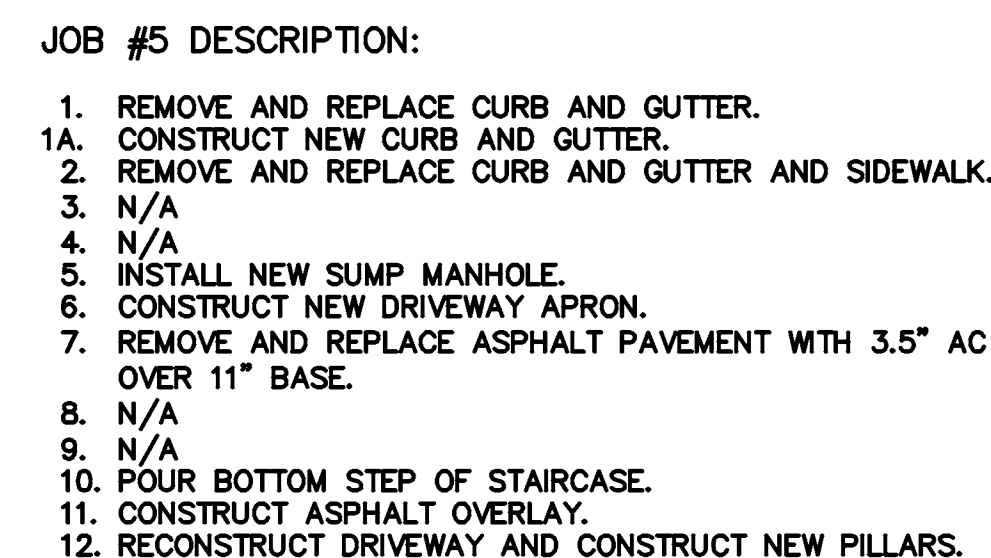 JOB #5 DESCRIPTION:
1. REMOVE AND REPLACE CURB AND GUTTER.
1A. CONSTRUCT NEW CURB AND GUTTER.
2. REMOVE AND REPLACE CURB AND GUTTER AND SIDEWALK.
3. N/A
4. N/A
5. INSTALL NEW SUMP MANHOLE.
6. CONSTRUCT NEW DRIVEWAY APRON.
7. REMOVE AND REPLACE ASPHALT PAVEMENT WITH 3.5" AC
OVER 11" BASE.
8. N/A
9. N/A
10. POUR BOTTOM STEP OF STAIRCASE.
11. CONSTRUCT ASPHALT OVERLAY.
12. RECONSTRUCT DRIVEWAY AND CONSTRUCT NEW PILLARS.